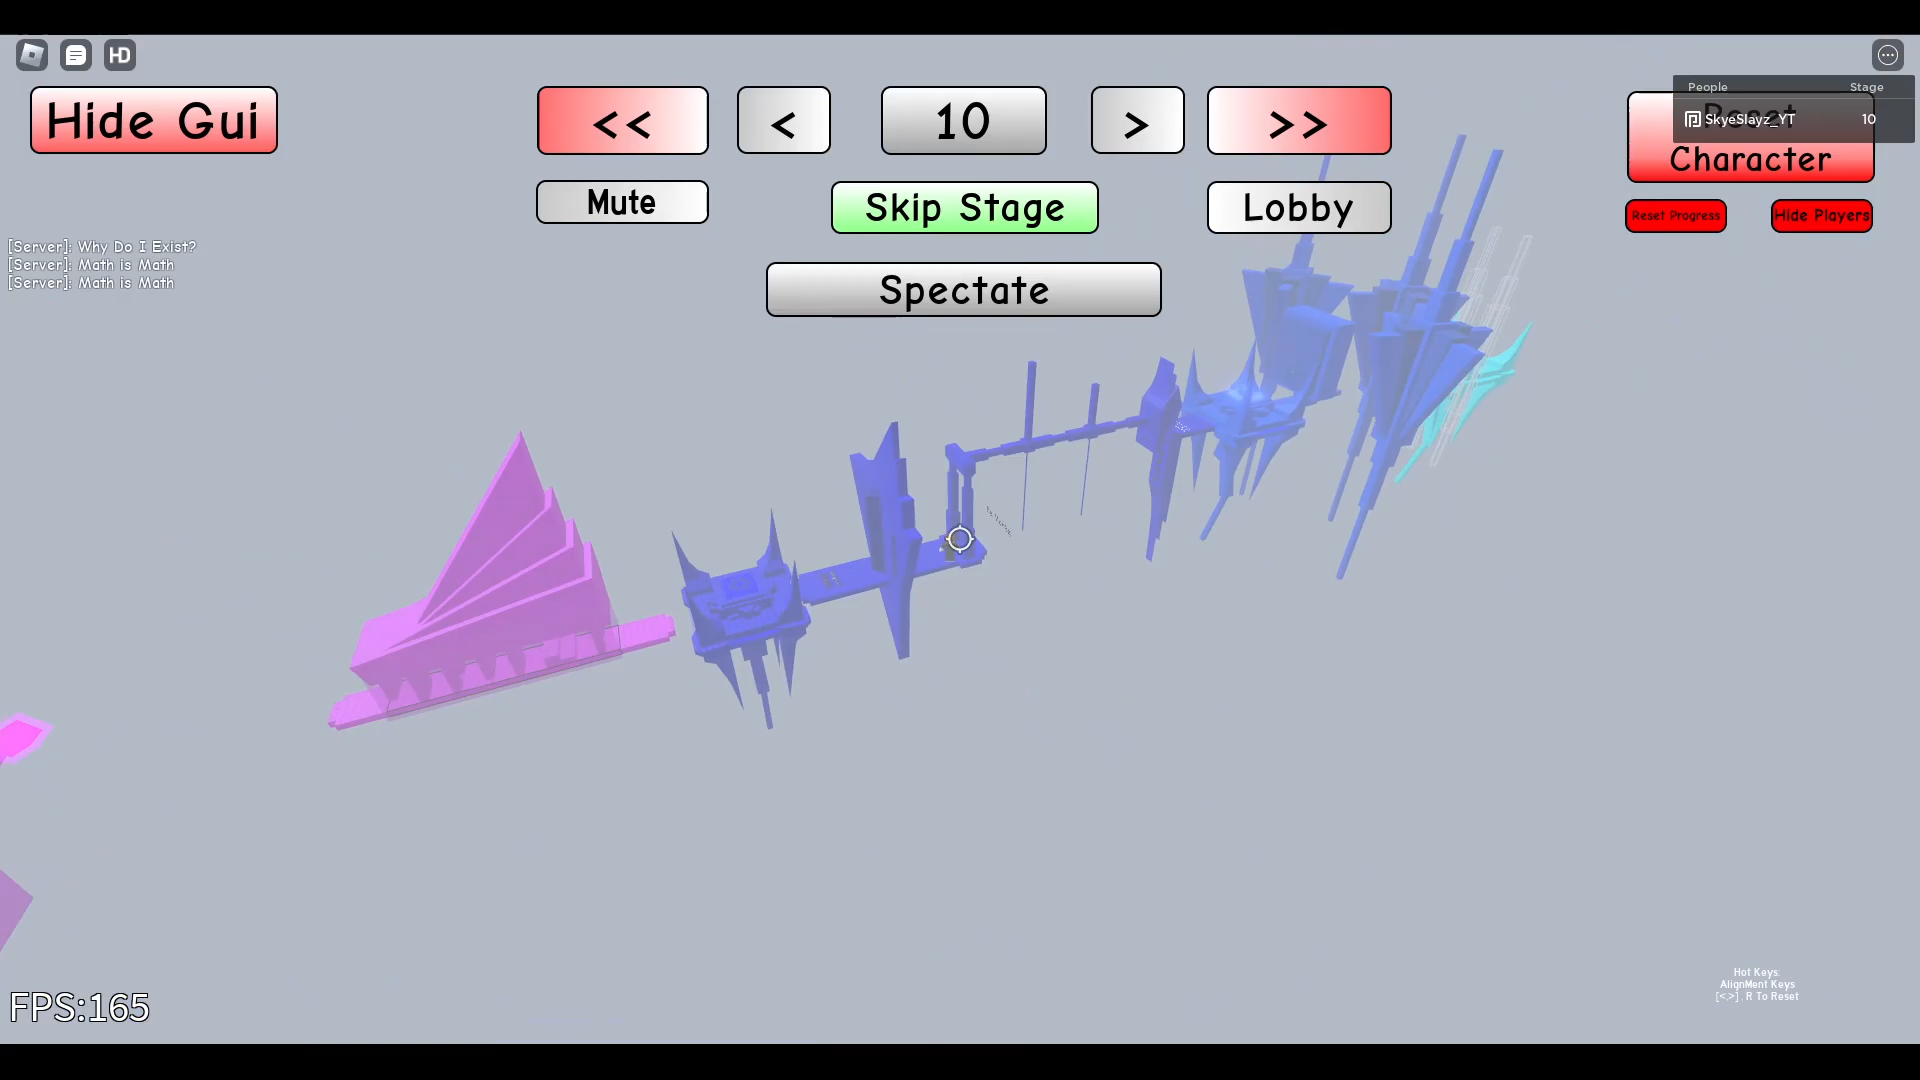 HD
People Stage
SkyeSlayz_YT 10
Hide Gui
<<
<
10
>
>>
Reset
Character
Mute
Skip Stage
Lobby
Reset Progress
Hide Players
[Server]: Why Do I Exist?
[Server]: Math is Math
[Server]: Math is Math
Spectate
Hot Keys:
AlignMent Keys
[<,>] , R To Reset
FPS:165